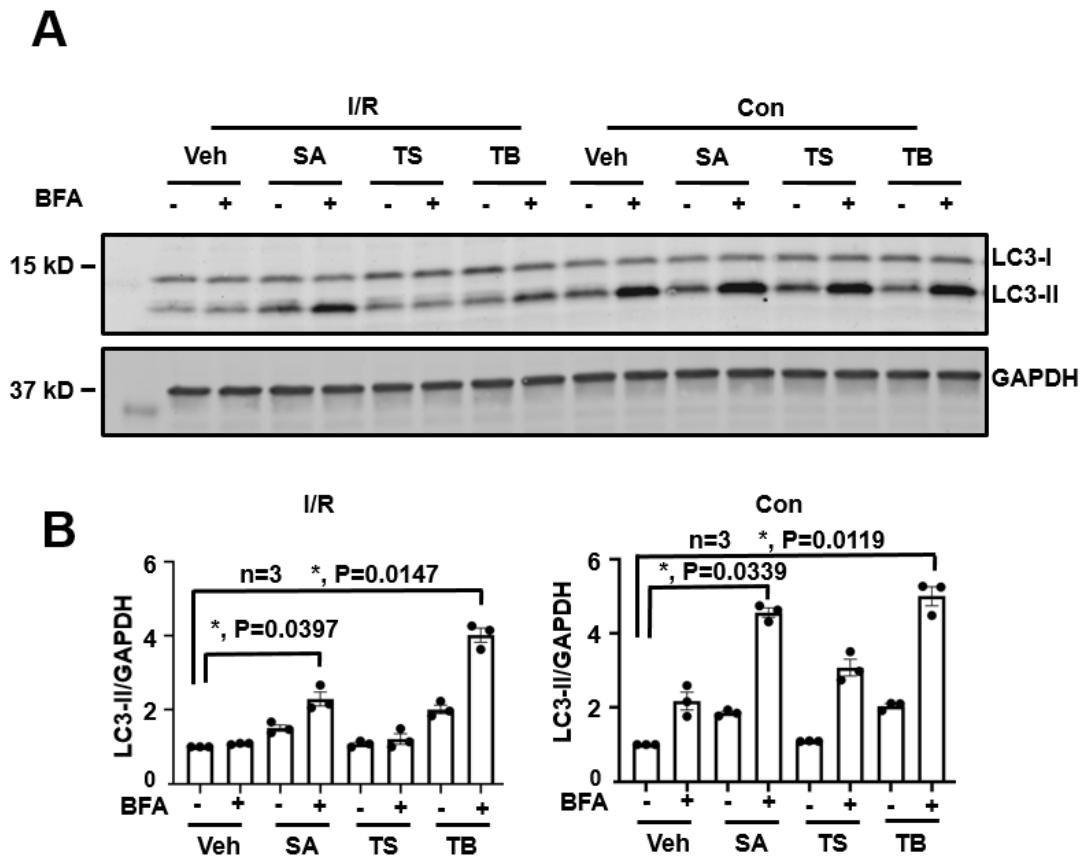 A
I/R Con
Veh SA TS TB Veh SA TS TB
BFA - + - + - + - + - + - + - + - +
15 kD
LC3-I
LC3-II
37 kD
GAPDH
B
I/R
n=3 *, P=0.0147
*, P=0.0397
LC3-II/GAPDH
6
4
2
0
BFA - + - + - + - +
Veh SA TS TB
Con
n=3 *, P=0.0119
*, P=0.0339
LC3-II/GAPDH
6
4
2
0
BFA - + - + - + - +
Veh SA TS TB